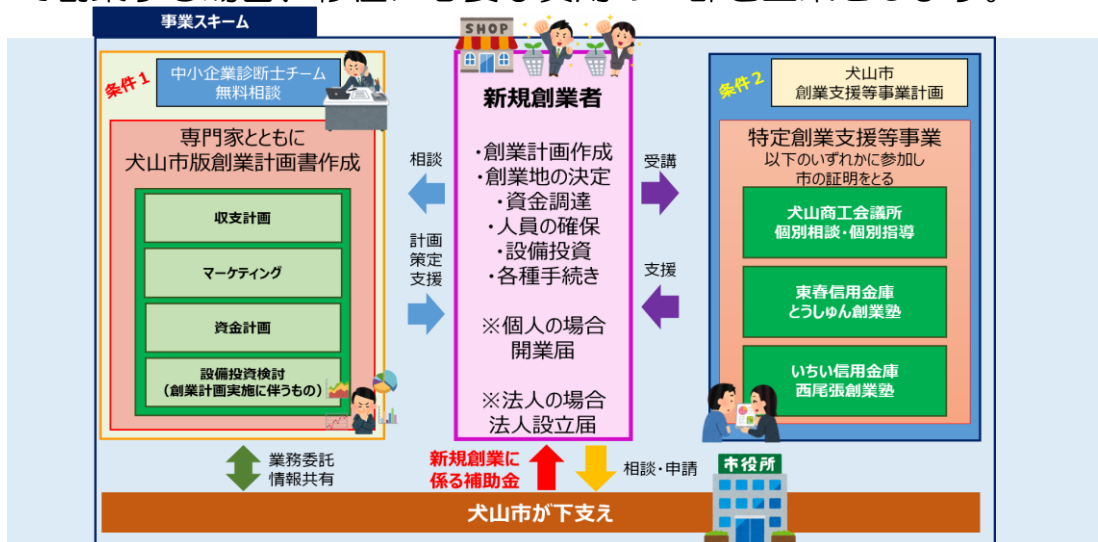 事業スキーム
条件1
中小企業診断士チーム
無料相談
専門家とともに
犬山市版創業計画書作成
収支計画
マーケティング
資金計画
設備投資検討
(創業計画実施に伴うもの)
相談
計画
策定
支援
SHOP
新規創業者
・創業計画作成
・創業地の決定
・資金調達
・人員の確保
・設備投資
・各種手続き
※個人の場合
開業届
※法人の場合
法人設立届
受講
支援
条件2
犬山市
創業支援等事業計画
特定創業支援等事業
以下のいずれかに参加し
市の証明をとる
犬山商工会議所
個別相談・個別指導
東春信用金庫
とうしゅん創業塾
いちい信用金庫
西尾張創業塾
業務委託
情報共有
新規創業に
係る補助金
相談・申請
市役所
犬山市が下支え